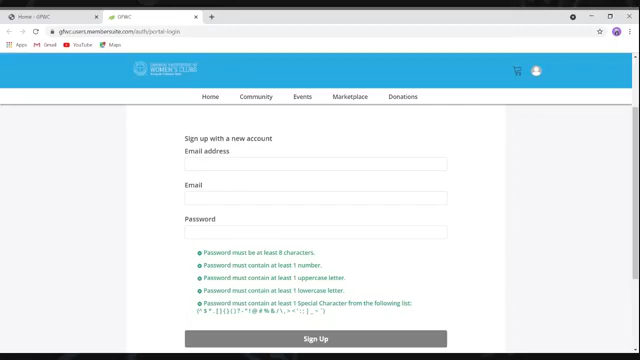 Home - GFWC
GFWC
gfwc.users.membersuite.com/auth/portal-login
Apps Gmail YouTube Maps
WOMEN'S CLUBS
Home Community Events Marketplace Donations
Sign up with a new account
Email address
Email
Password
Password must be at least 8 characters.
Password must contain at least 1 number.
Password must contain at least 1 uppercase letter.
Password must contain at least 1 lowercase letter.
Password must contain at least 1 Special Character from the following list:
Sign Up